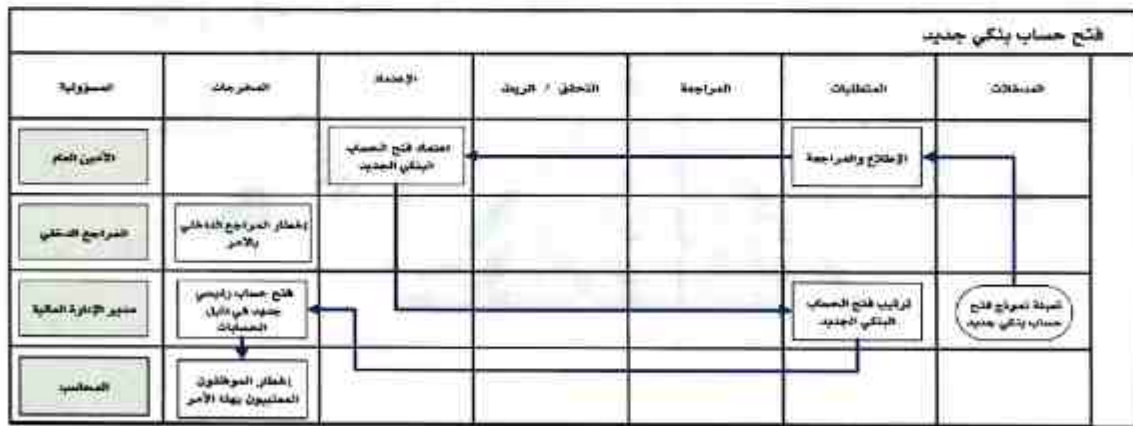 فتح حساب بنكي جديد
المدخلات
المتطلبات
المراجعة
التحقق / الربط
الإعتماد
المخرجات
المسؤولية
الإطلاع والمراجعة
اعتماد فتح الحساب
البنكي الجديد
الأمين العام
إخطار المراجع الداخلي
بالأمر
المراجع الداخلي
تعبئة نموذج فتح
حساب بنكي جديد
ترتيب فتح الحساب
البنكي الجديد
فتح حساب رئيسي
جديد في دليل
الحسابات
مدير الإدارة المالية
إخطار الموظفون
المعنيون بهذا الأمر
المحاسب